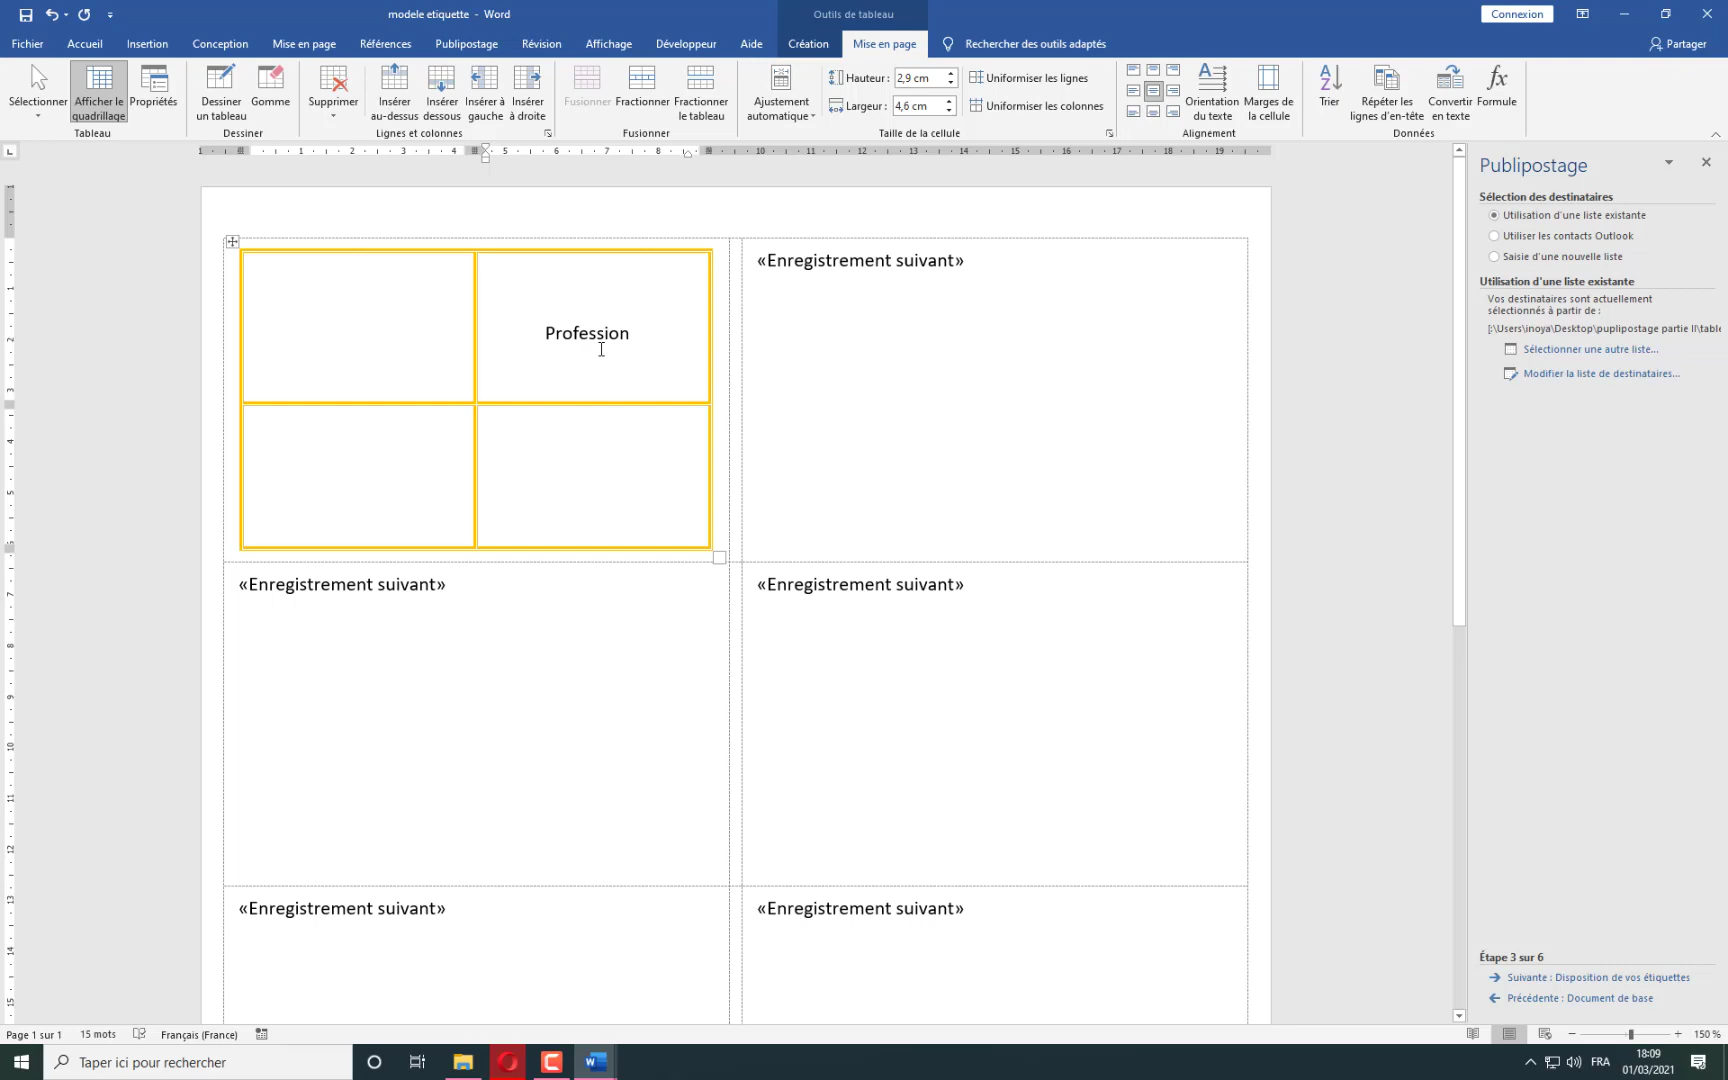 modele etiquette - Word
Outils de tableau
Connexion
Fichier
Accueil
Insertion
Conception
Mise en page
Références
Publipostage
Révision
Affichage
Développeur
Aide
Création
Mise en page
Rechercher des outils adaptés
Partager
Sélectionner
Afficher le quadrillage
Propriétés
Tableau
Dessiner un tableau
Gomme
Dessiner
Supprimer
Insérer au-dessus
Insérer dessous
Insérer à gauche
Insérer à droite
Lignes et colonnes
Fusionner
Fractionner
Fractionner le tableau
Fusionner
Ajustement automatique
Hauteur : 2,9 cm
Largeur : 4,6 cm
Uniformiser les lignes
Uniformiser les colonnes
Taille de la cellule
Orientation du texte
Marges de la cellule
Alignement
Trier
Répéter les lignes d'en-tête
Convertir en texte
Formule
Données
Profession
«Enregistrement suivant»
«Enregistrement suivant»
«Enregistrement suivant»
«Enregistrement suivant»
«Enregistrement suivant»
Publipostage
Sélection des destinataires
Utilisation d'une liste existante
Utiliser les contacts Outlook
Saisie d'une nouvelle liste
Utilisation d'une liste existante
Vos destinataires sont actuellement
sélectionnés à partir de :
[:\Users\inoya\Desktop\puplipostage partie II\table
Sélectionner une autre liste...
Modifier la liste de destinataires...
Étape 3 sur 6
Suivante : Disposition de vos étiquettes
Précédente : Document de base
Page 1 sur 1
15 mots
Français (France)
150 %
Taper ici pour rechercher
FRA
18:09
01/03/2021